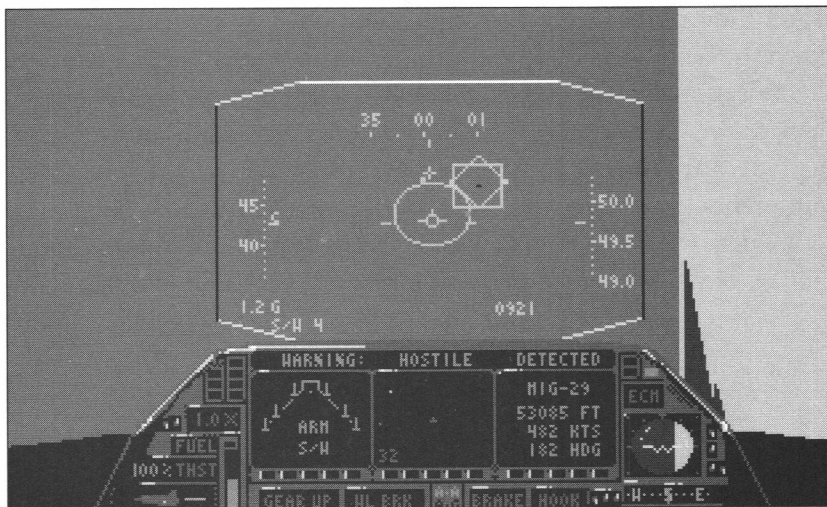 35 00 01
45
40
50.0
49.5
49.0
1.2 G
S/W 4
0921
WARNING: HOSTILE DETECTED
ARM
S/W
32
MIG-29
53085 FT
482 KTS
182 HDG
ECM
1.0X
FUEL
100% THST
GEAR UP WL BRK BRAKE HOOK
W · · S · · E ·